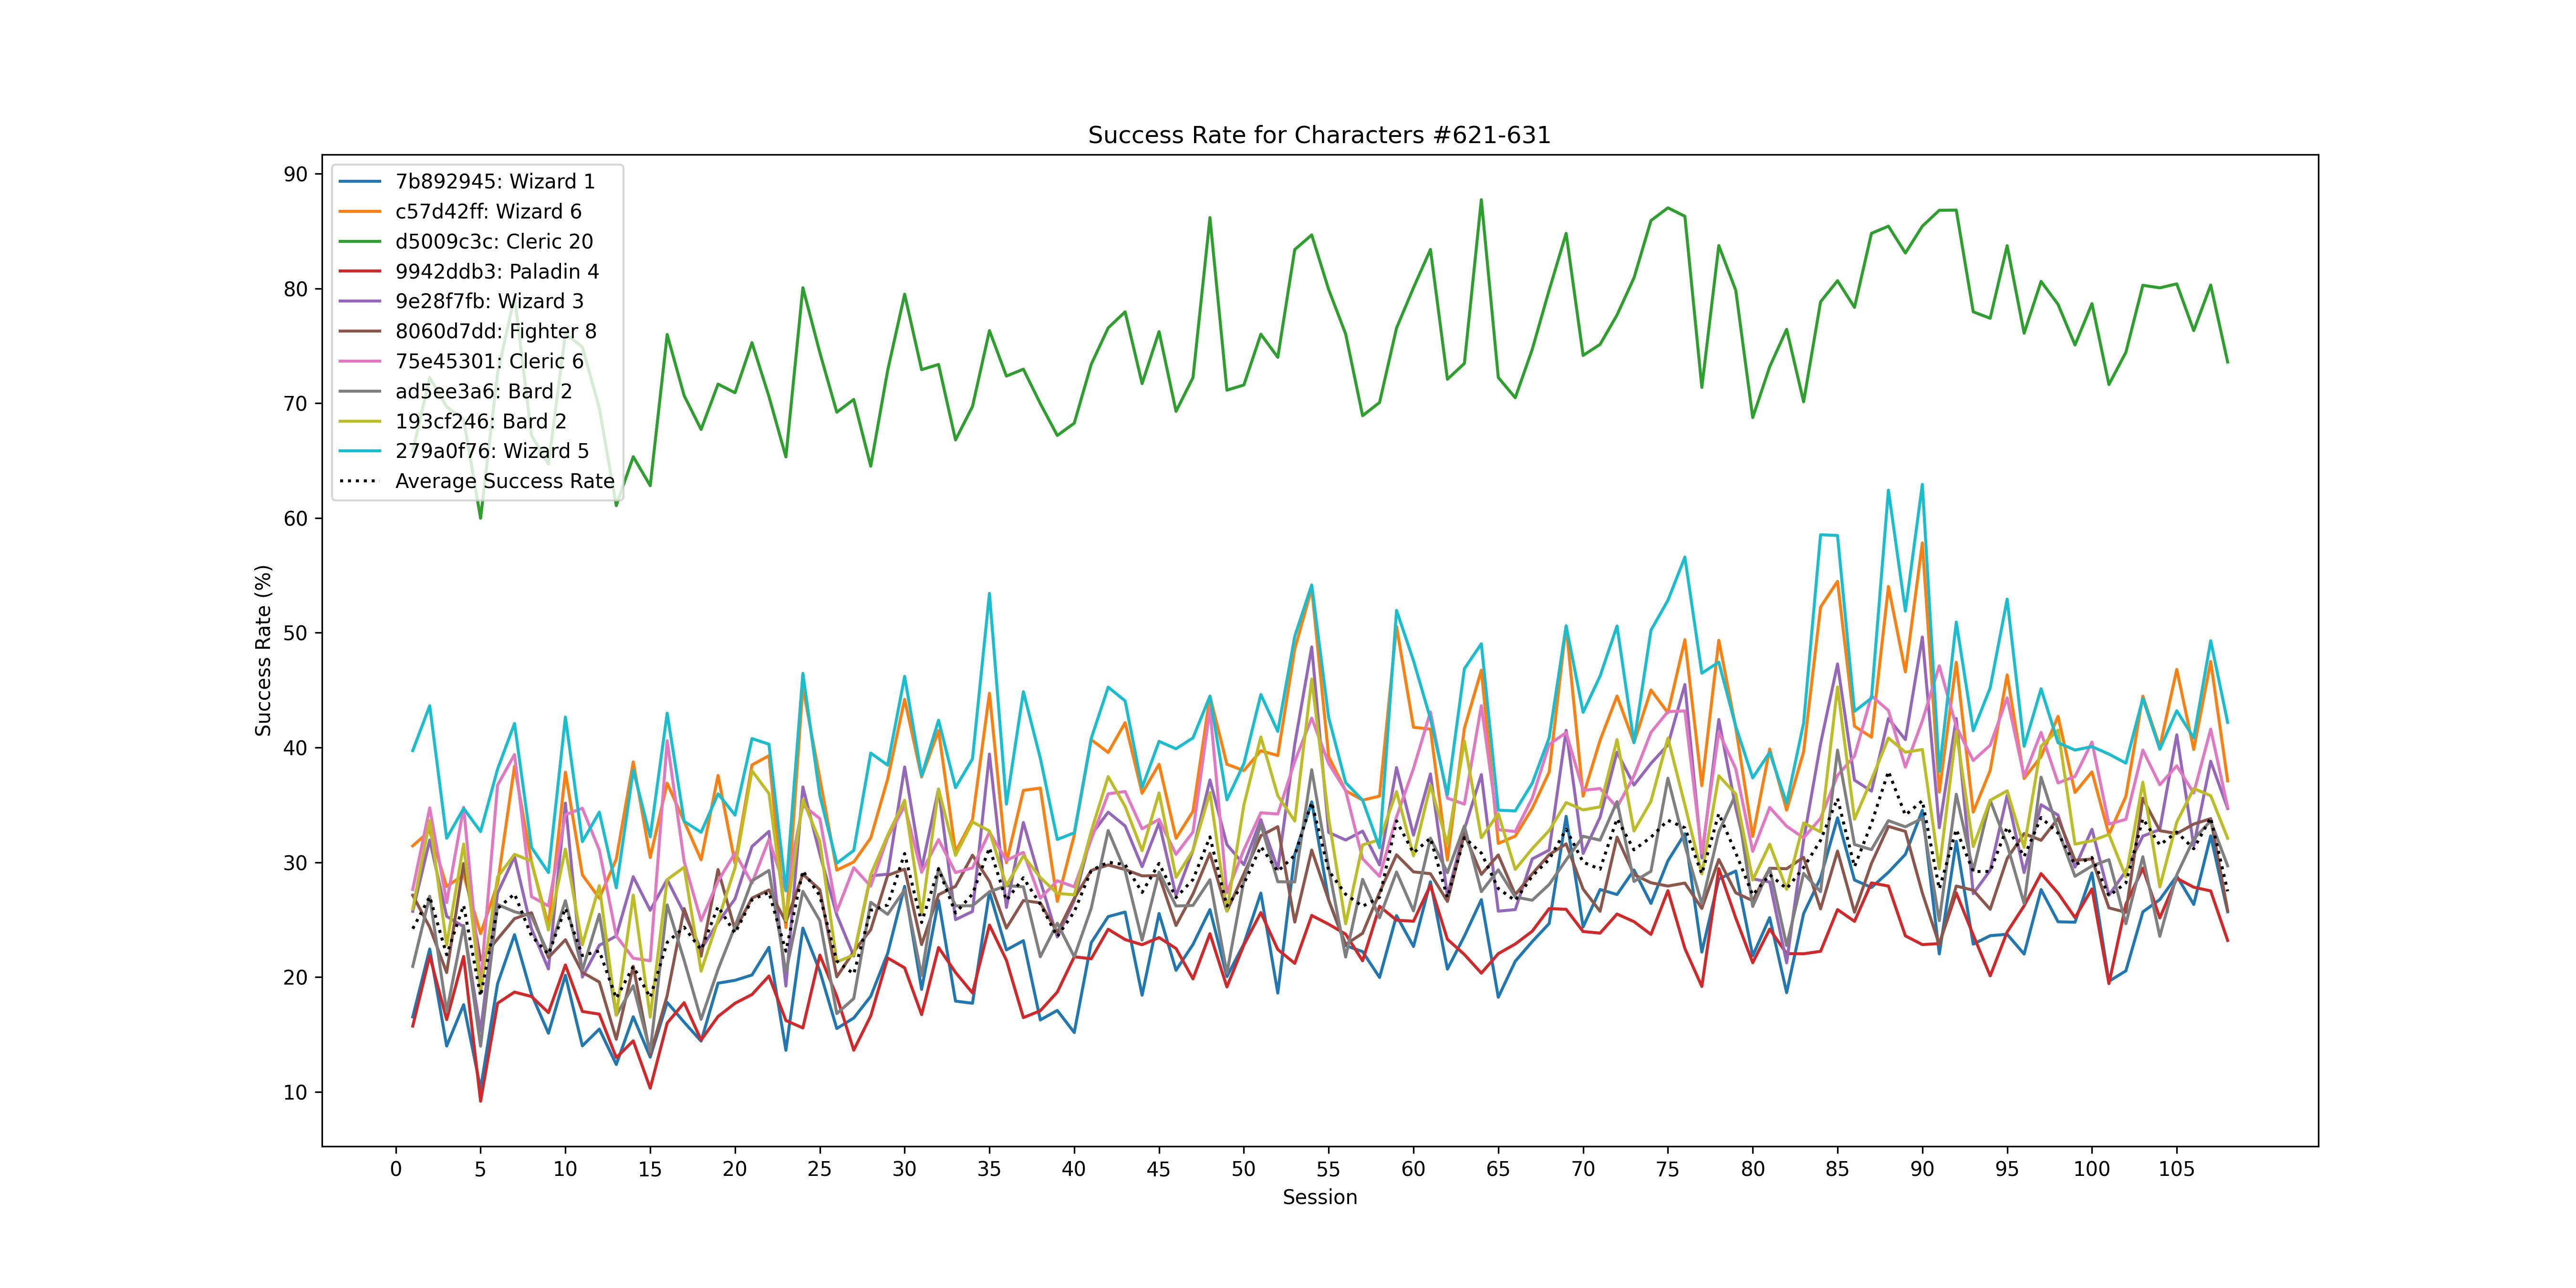 Success Rate for Characters #621-631
Success Rate (%)
90
80
70
60
50
40
30
20
10
7b892945: Wizard 1
c57d42ff: Wizard 6
d5009c3c: Cleric 20
9942ddb3: Paladin 4
9e28f7fb: Wizard 3
8060d7dd: Fighter 8
75e45301: Cleric 6
ad5ee3a6: Bard 2
193cf246: Bard 2
279a0f76: Wizard 5
Average Success Rate
0 5 10 15 20 25 30 35 40 45 50 55 60 65 70 75 80 85 90 95 100 105
Session